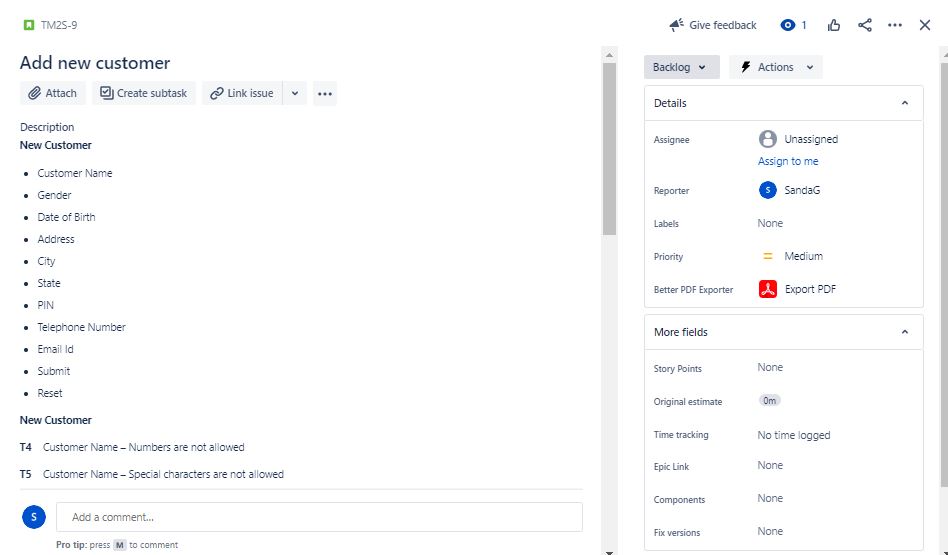 TM2S-9
Give feedback
1
Add new customer
Attach
Create subtask
Link issue
Description
New Customer
Customer Name
Gender
Date of Birth
Address
City
State
PIN
Telephone Number
Email Id
Submit
Reset
New Customer
T4 Customer Name – Numbers are not allowed
T5 Customer Name – Special characters are not allowed
S
Add a comment...
Pro tip: press M to comment
Backlog
Actions
Details
Assignee Unassigned
Assign to me
Reporter S SandaG
Labels None
Priority Medium
Better PDF Exporter Export PDF
More fields
Story Points None
Original estimate 0m
Time tracking No time logged
Epic Link None
Components None
Fix versions None